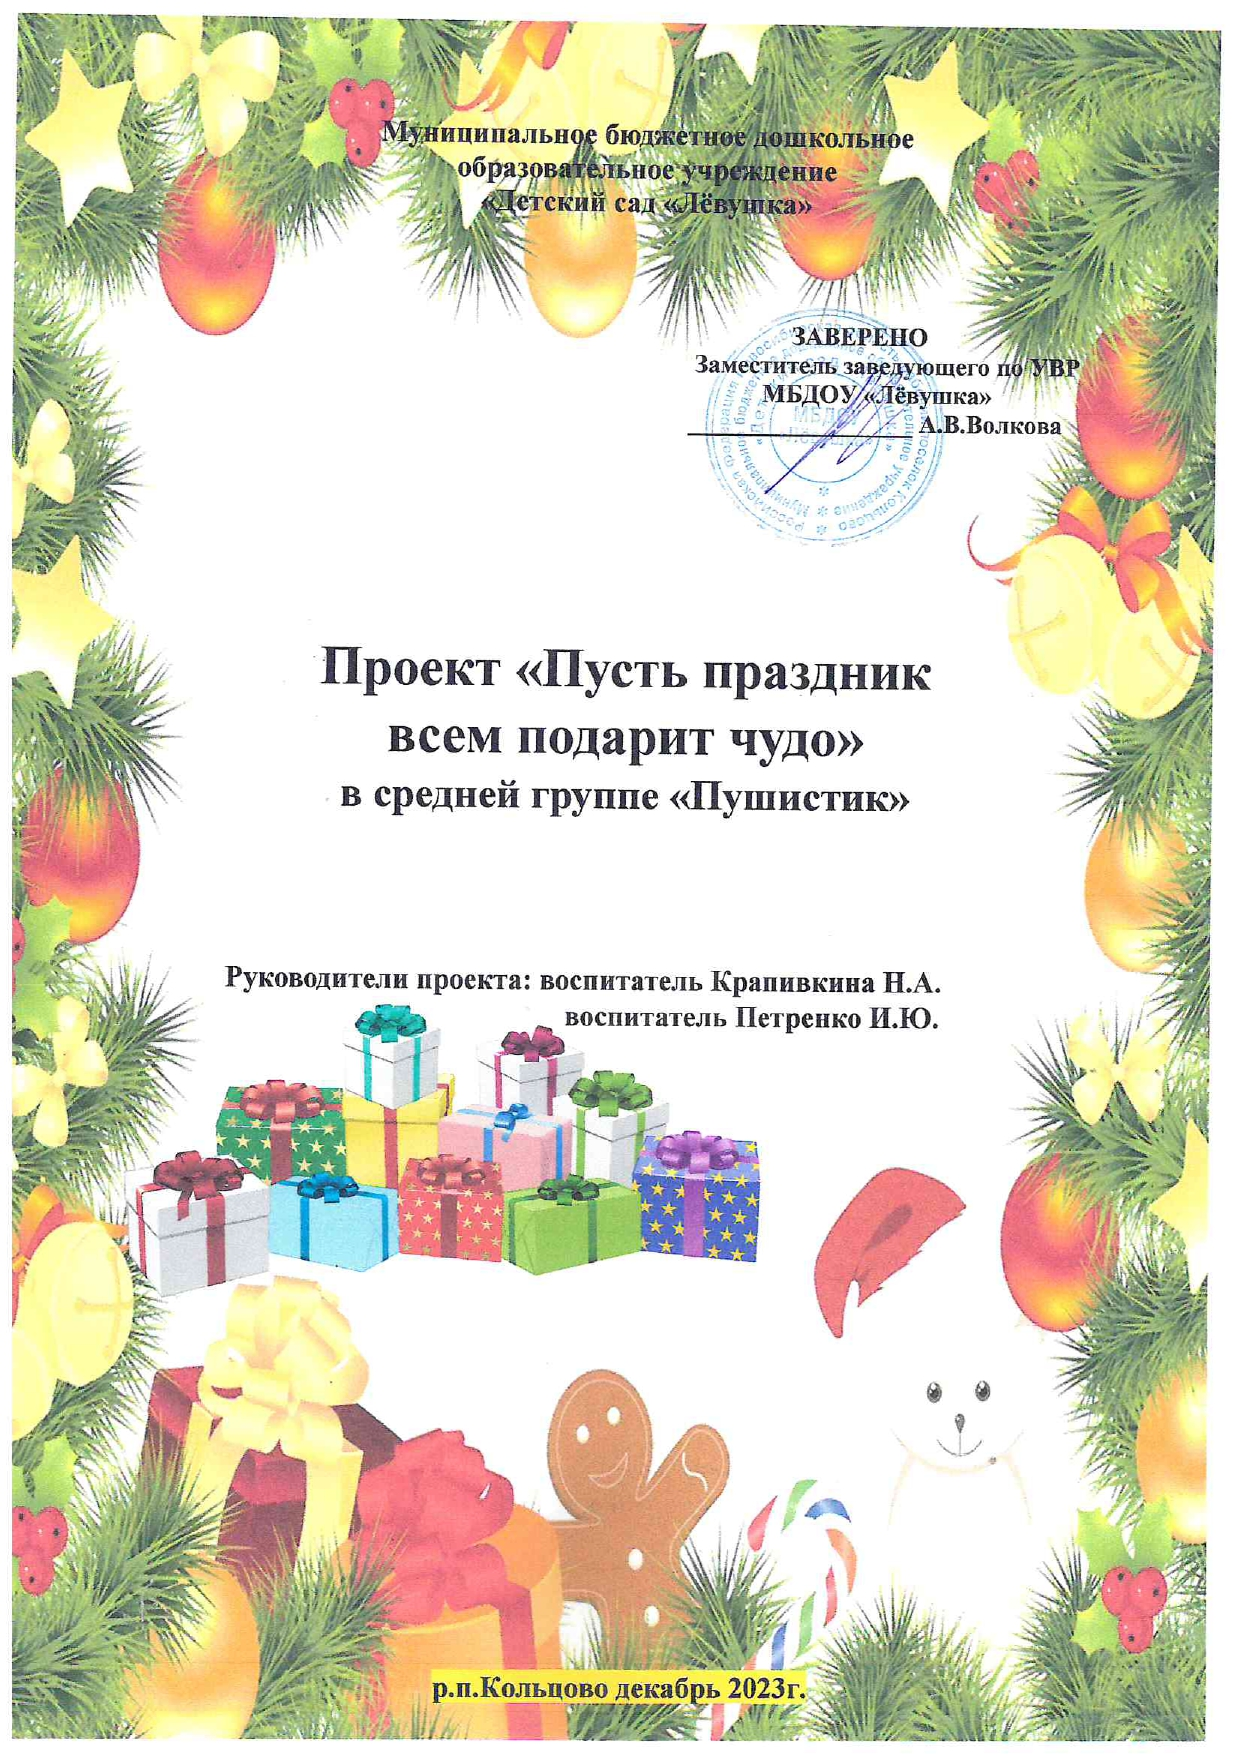 Муниципальное бюджетное дошкольное
образовательное учреждение
«Детский сад «Лёвушка»
ЗАВЕРЕНО
Заместитель заведующего по УВР
МБДОУ «Лёвушка»
А.В.Волкова
МБДОУ
Проект «Пусть праздник
всем подарит чудо»
в средней группе «Пушистик»
Руководители проекта: воспитатель Крапивкина Н.А.
воспитатель Петренко И.Ю.
р.п.Кольцово декабрь 2023г.